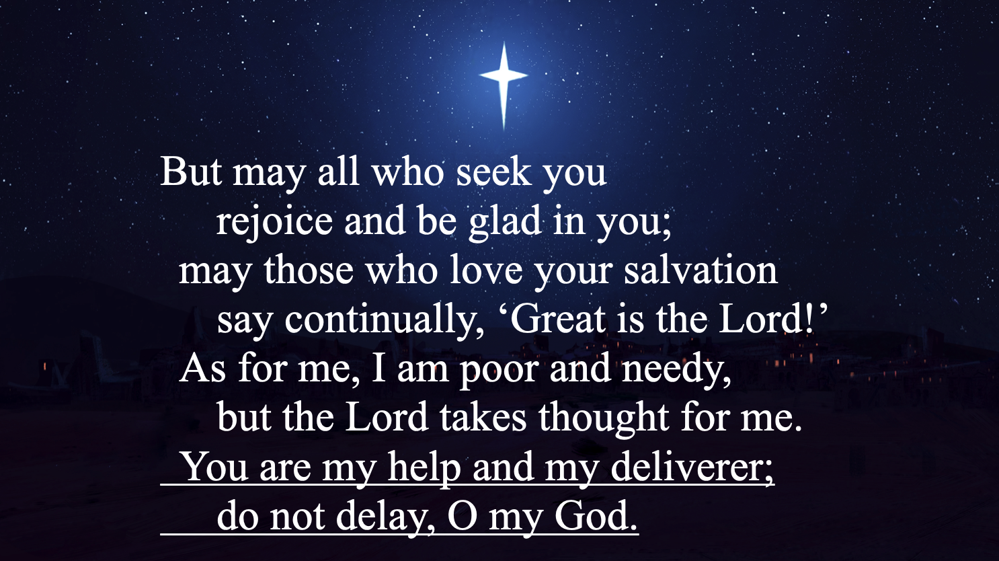 But may all who seek you
rejoice and be glad in you;
may those who love your salvation
say continually, ‘Great is the Lord!’
As for me, I am poor and needy,
but the Lord takes thought for me.
You are my help and my deliverer;
do not delay, O my God.